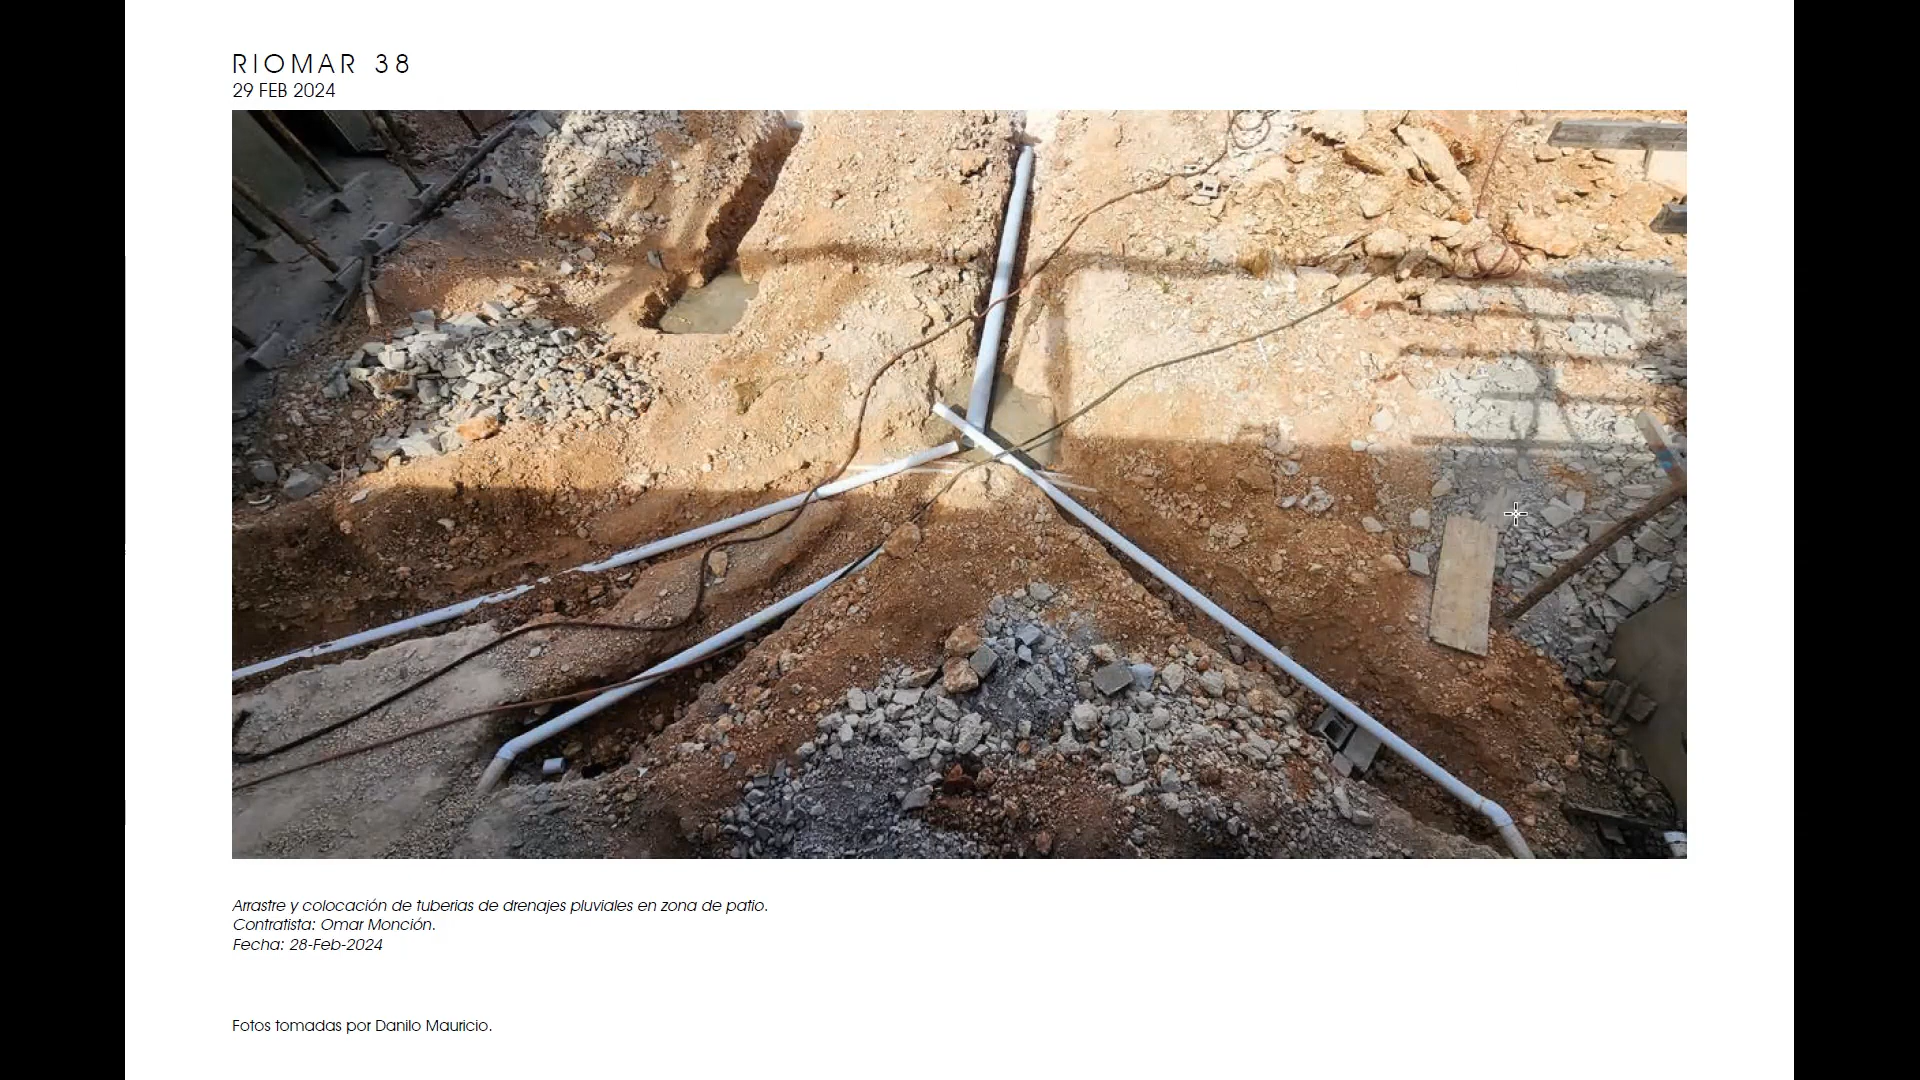 RIOMAR 38
29 FEB 2024
Arrastre y colocación de tuberias de drenajes pluviales en zona de patio.
Contratista: Omar Monción.
Fecha: 28-Feb-2024
Fotos tomadas por Danilo Mauricio.